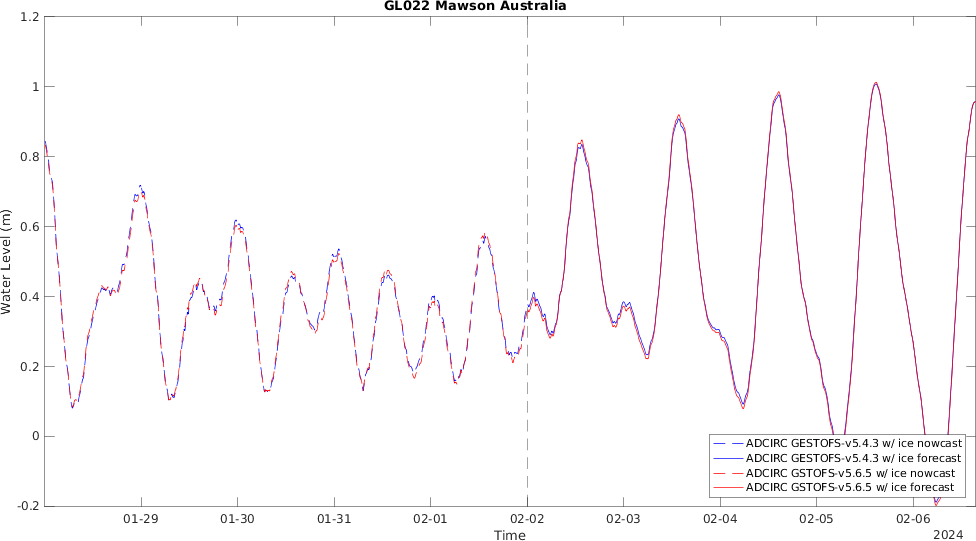 GL022 Mawson Australia
1.2
1
0.8
0.6
0.4
0.2
0
-0.2
Water Level (m)
01-29
01-30
01-31
02-01
02-02
02-03
02-04
02-05
02-06
Time
2024
ADCIRC GESTOFS-v5.4.3 w/ ice nowcast
ADCIRC GESTOFS-v5.4.3 w/ ice forecast
ADCIRC GSTOFS-v5.6.5 w/ ice nowcast
ADCIRC GSTOFS-v5.6.5 w/ ice forecast